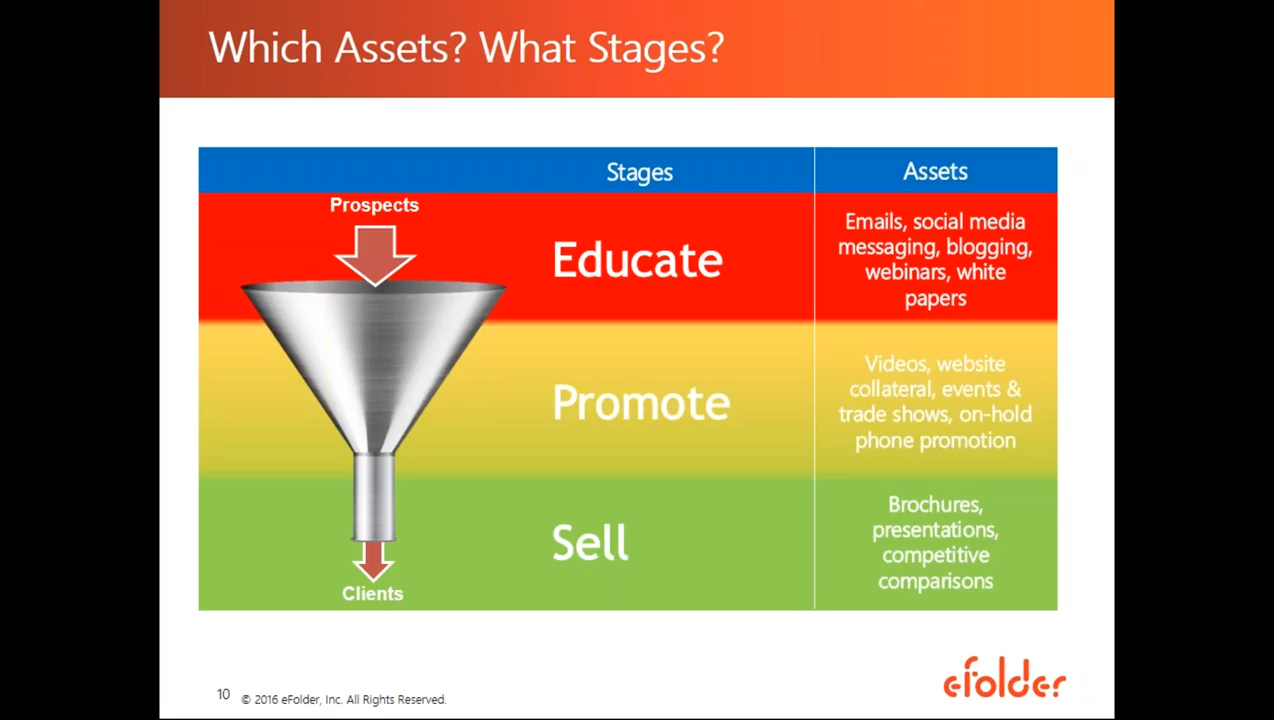 Which Assets? What Stages?
Stages
Assets
Prospects
Educate
Emails, social media
messaging, blogging,
webinars, white
papers
Promote
Videos, website
collateral, events &
trade shows, on-hold
phone promotion
Sell
Brochures,
presentations,
competitive
comparisons
Clients
10
© 2016 eFolder, Inc. All Rights Reserved.
eFolder